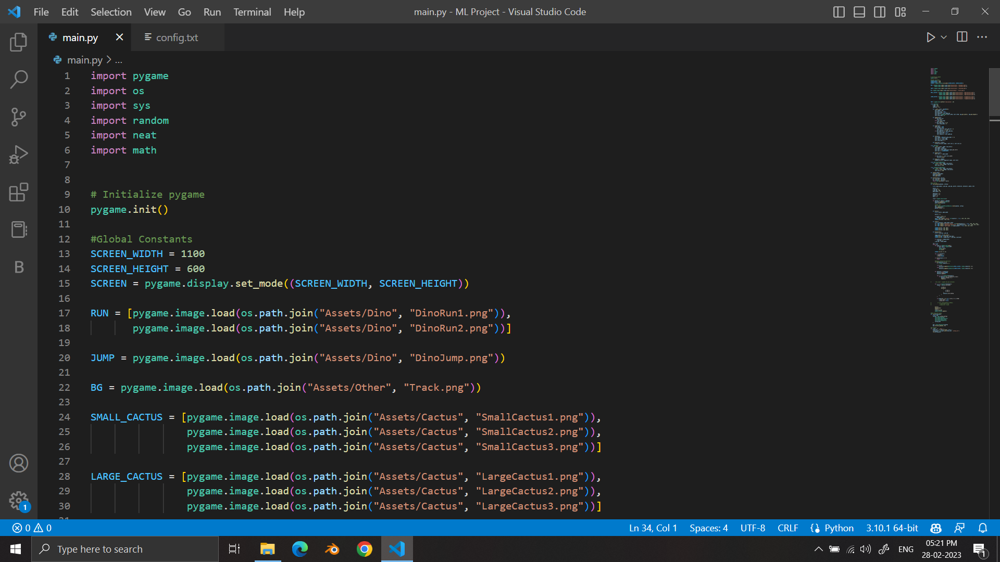 File Edit Selection View Go Run Terminal Help
main.py - ML Project - Visual Studio Code
main.py
config.txt
main.py > ...
1 import pygame
2 import os
3 import sys
4 import random
5 import neat
6 import math
7
8
9 # Initialize pygame
10 pygame.init()
11
12 #Global Constants
13 SCREEN_WIDTH = 1100
14 SCREEN_HEIGHT = 600
15 SCREEN = pygame.display.set_mode((SCREEN_WIDTH, SCREEN_HEIGHT))
16
17 RUN = [pygame.image.load(os.path.join("Assets/Dino", "DinoRun1.png")),
18 pygame.image.load(os.path.join("Assets/Dino", "DinoRun2.png"))]
19
20 JUMP = pygame.image.load(os.path.join("Assets/Dino", "DinoJump.png"))
21
22 BG = pygame.image.load(os.path.join("Assets/Other", "Track.png"))
23
24 SMALL_CACTUS = [pygame.image.load(os.path.join("Assets/Cactus", "SmallCactus1.png")),
25 pygame.image.load(os.path.join("Assets/Cactus", "SmallCactus2.png")),
26 pygame.image.load(os.path.join("Assets/Cactus", "SmallCactus3.png"))]
27
28 LARGE_CACTUS = [pygame.image.load(os.path.join("Assets/Cactus", "LargeCactus1.png")),
29 pygame.image.load(os.path.join("Assets/Cactus", "LargeCactus2.png")),
30 pygame.image.load(os.path.join("Assets/Cactus", "LargeCactus3.png"))]
B
1
0 0
Ln 34, Col 1 Spaces: 4 UTF-8 CRLF Python 3.10.1 64-bit
Type here to search
ENG
05:21 PM
28-02-2023
1